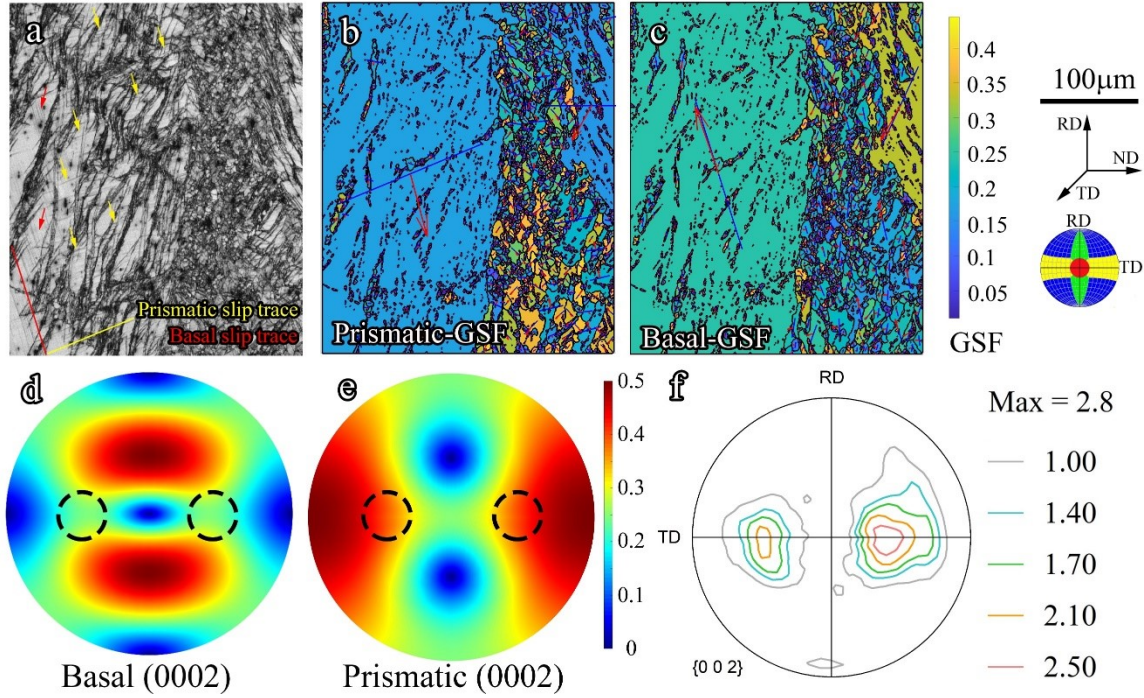 a
Prismatic slip trace
Basal slip trace
b
Prismatic-GSF
c
Basal-GSF
0.4
0.35
0.3
0.25
0.2
0.15
0.1
0.05
GSF
100μm
RD
ND
TD
RD
TD
d
Basal (0002)
e
Prismatic (0002)
0.5
0.4
0.3
0.2
0.1
0
f
RD
TD
{0 0 2}
Max = 2.8
1.00
1.40
1.70
2.10
2.50